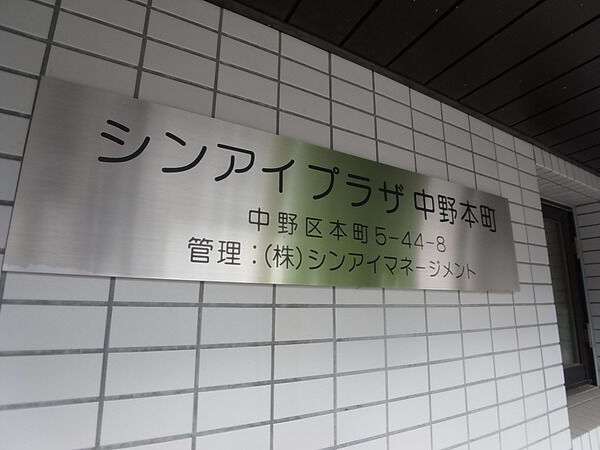 シンアイプラザ中野本町
中野区本町5-44-8
管理:(株)シンアイマネージメント